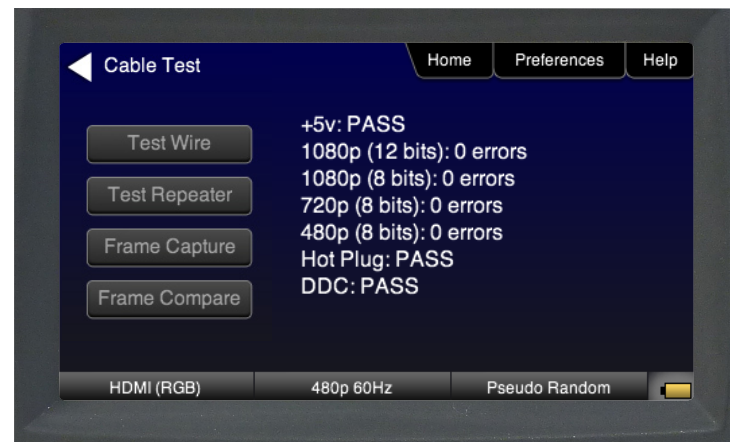 Cable Test
Home
Preferences
Help
Test Wire
Test Repeater
Frame Capture
Frame Compare
+5v: PASS
1080p (12 bits): 0 errors
1080p (8 bits): 0 errors
720p (8 bits): 0 errors
480p (8 bits): 0 errors
Hot Plug: PASS
DDC: PASS
HDMI (RGB)
480p 60Hz
Pseudo Random